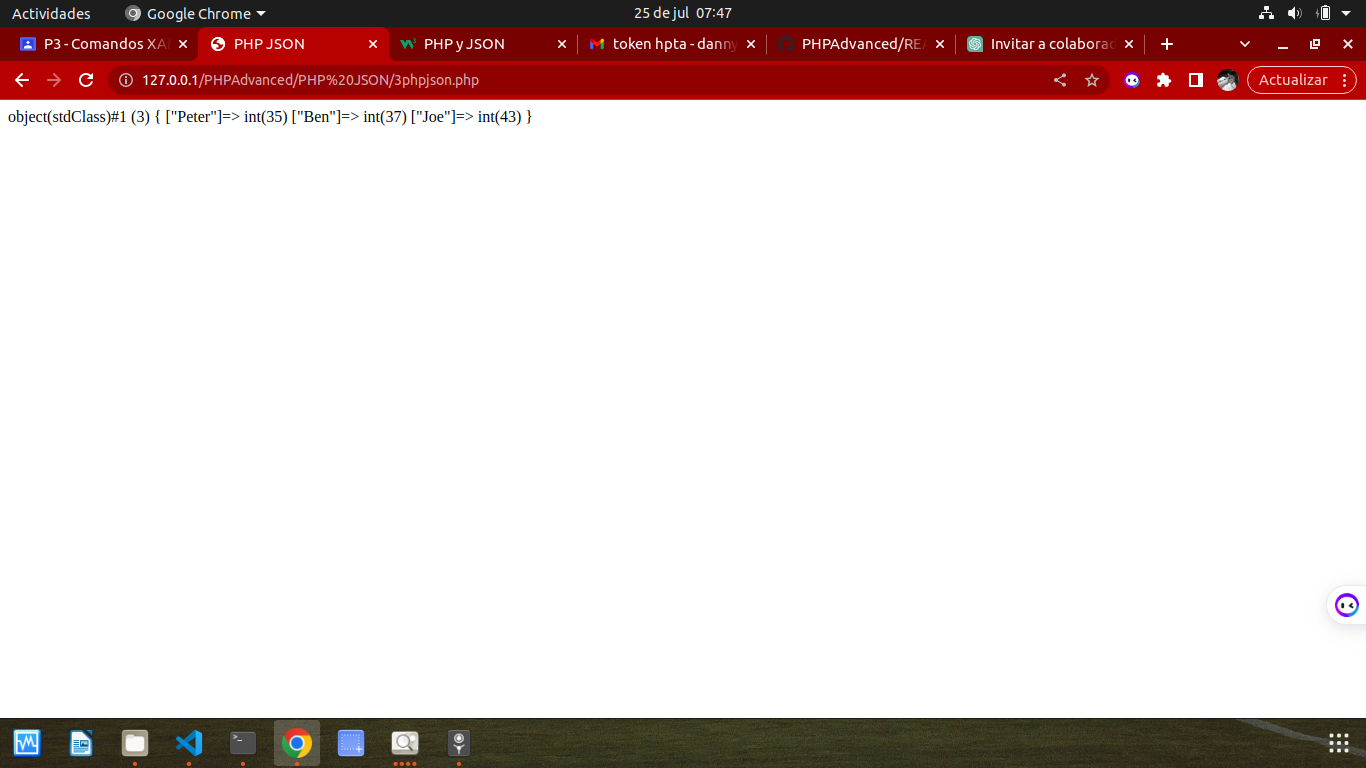 Actividades
Google Chrome
25 de jul 07:47
P3 - Comandos XA
PHP JSON
PHP y JSON
token hpta - danny
PHPAdvanced/REA
Invitar a colaborad
127.0.0.1/PHPAdvanced/PHP%20JSON/3phpjson.php
Actualizar
object(stdClass)#1 (3) { ["Peter"]=> int(35) ["Ben"]=> int(37) ["Joe"]=> int(43) }